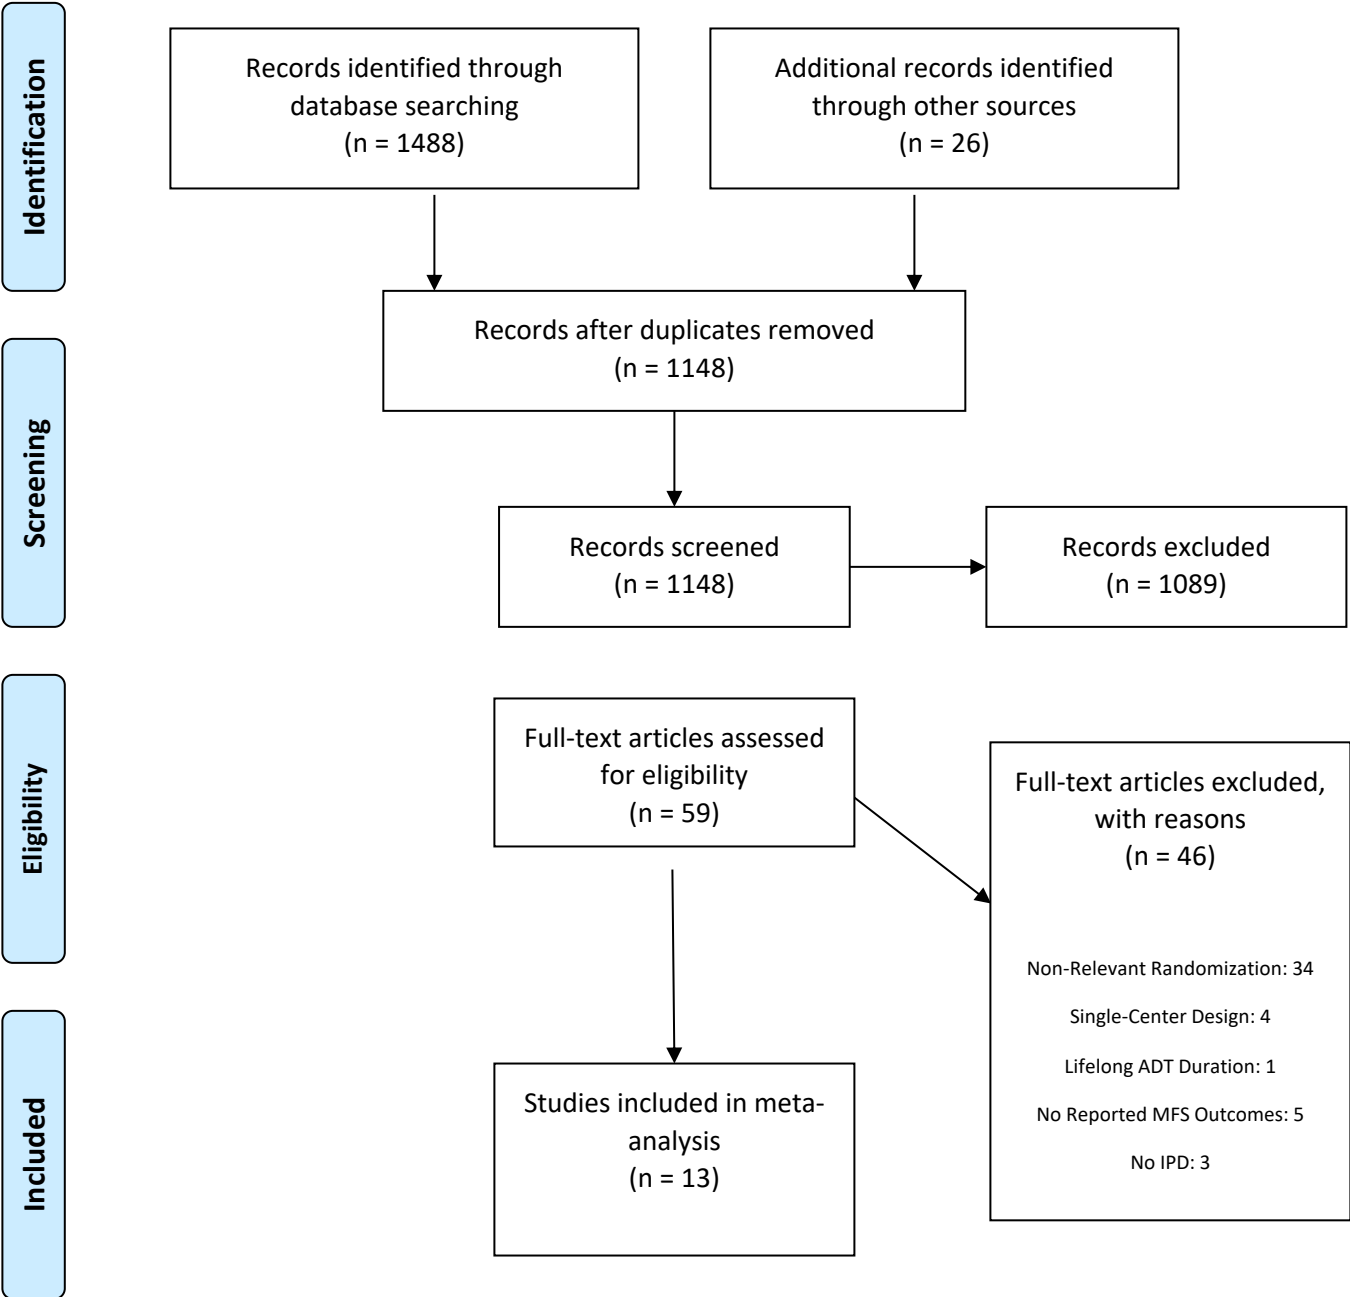 Identification
Records identified through
database searching
(n = 1488)
Additional records identified
through other sources
(n = 26)
Records after duplicates removed
(n = 1148)
Screening
Records screened
(n = 1148)
Records excluded
(n = 1089)
Eligibility
Full-text articles assessed
for eligibility
(n = 59)
Full-text articles excluded,
with reasons
(n = 46)
Non-Relevant Randomization: 34
Single-Center Design: 4
Lifelong ADT Duration: 1
No Reported MFS Outcomes: 5
No IPD: 3
Included
Studies included in meta-
analysis
(n = 13)